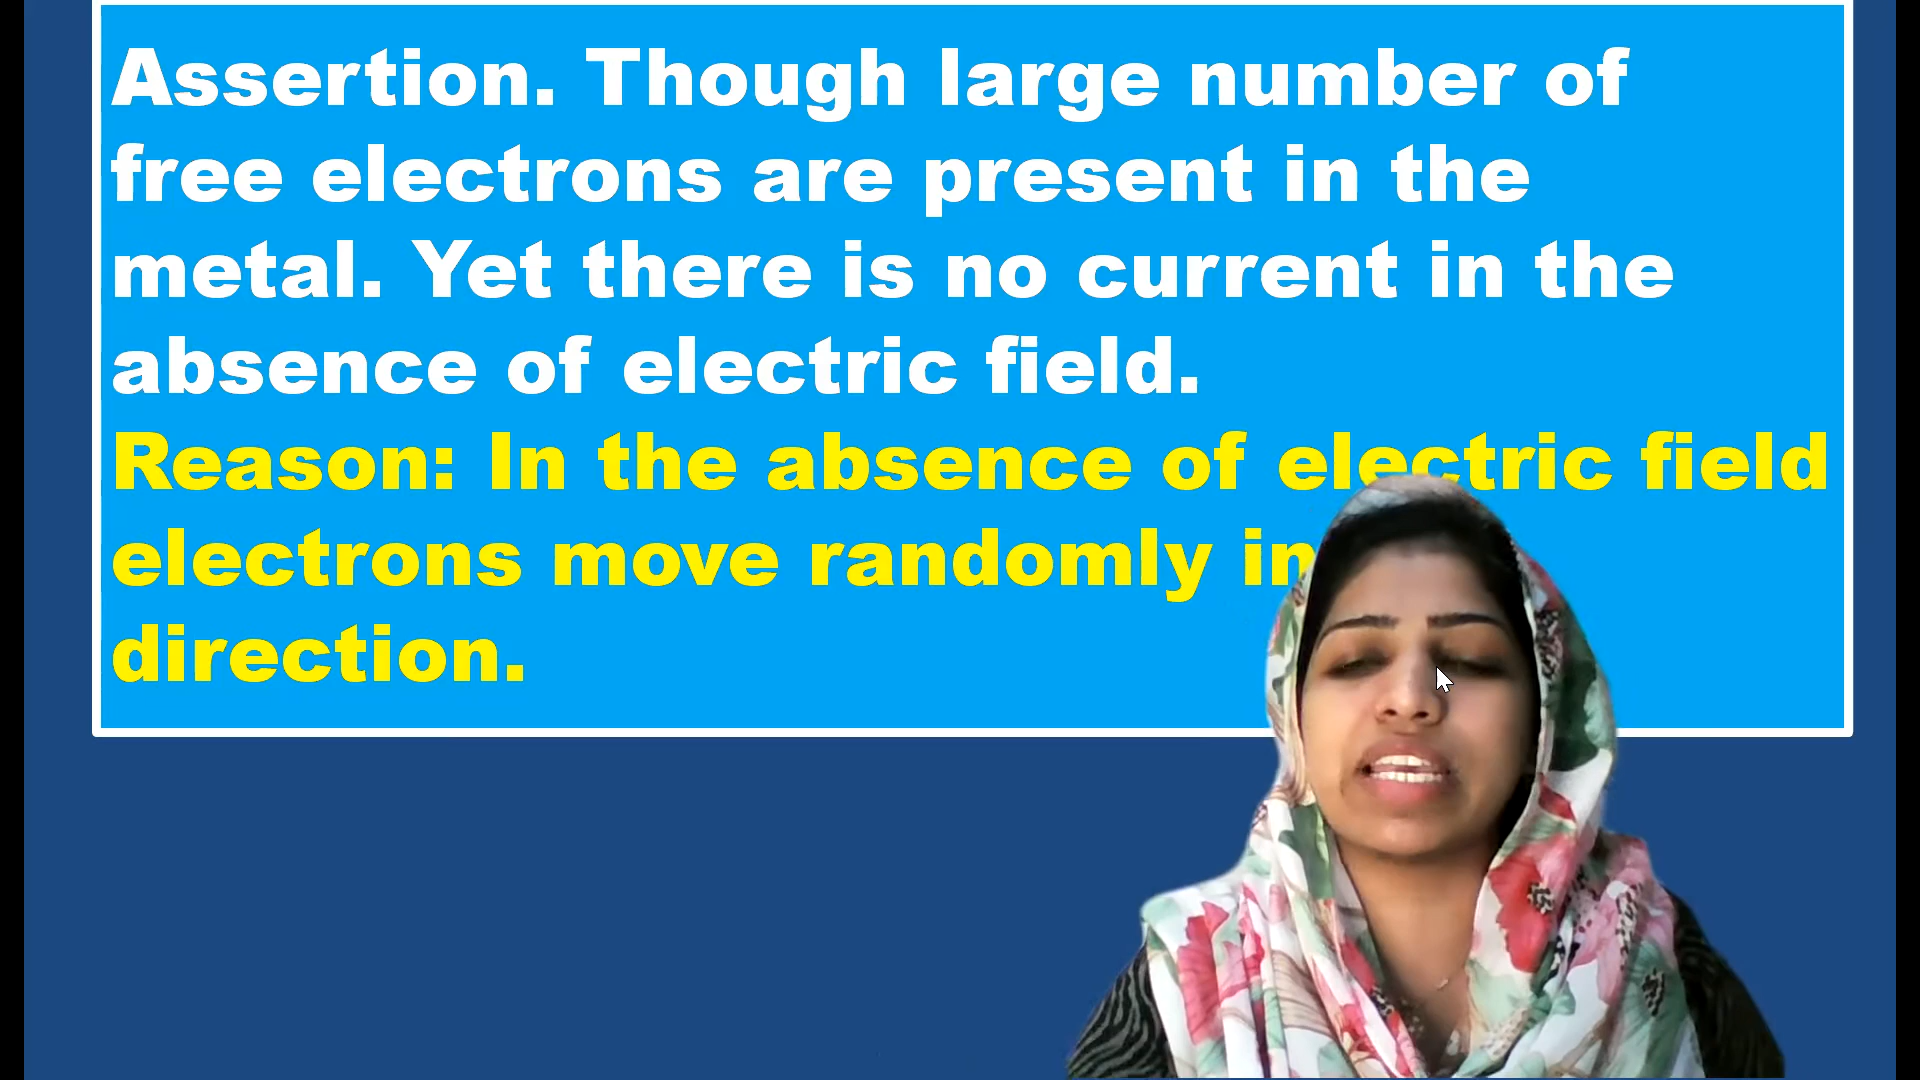 Assertion. Though large number of
free electrons are present in the
metal. Yet there is no current in the
absence of electric field.
Reason: In the absence of electric field
electrons move randomly in
direction.